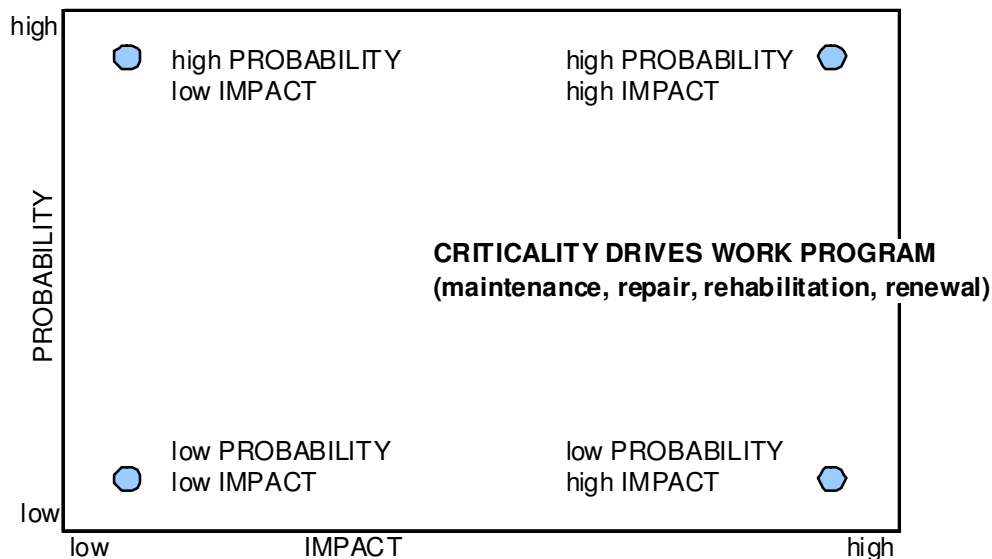 high
high PROBABILITY
low IMPACT
high PROBABILITY
high IMPACT
PROBABILITY
CRITICALITY DRIVES WORK PROGRAM
(maintenance, repair, rehabilitation, renewal)
low PROBABILITY
low IMPACT
low PROBABILITY
high IMPACT
low
low
IMPACT
high